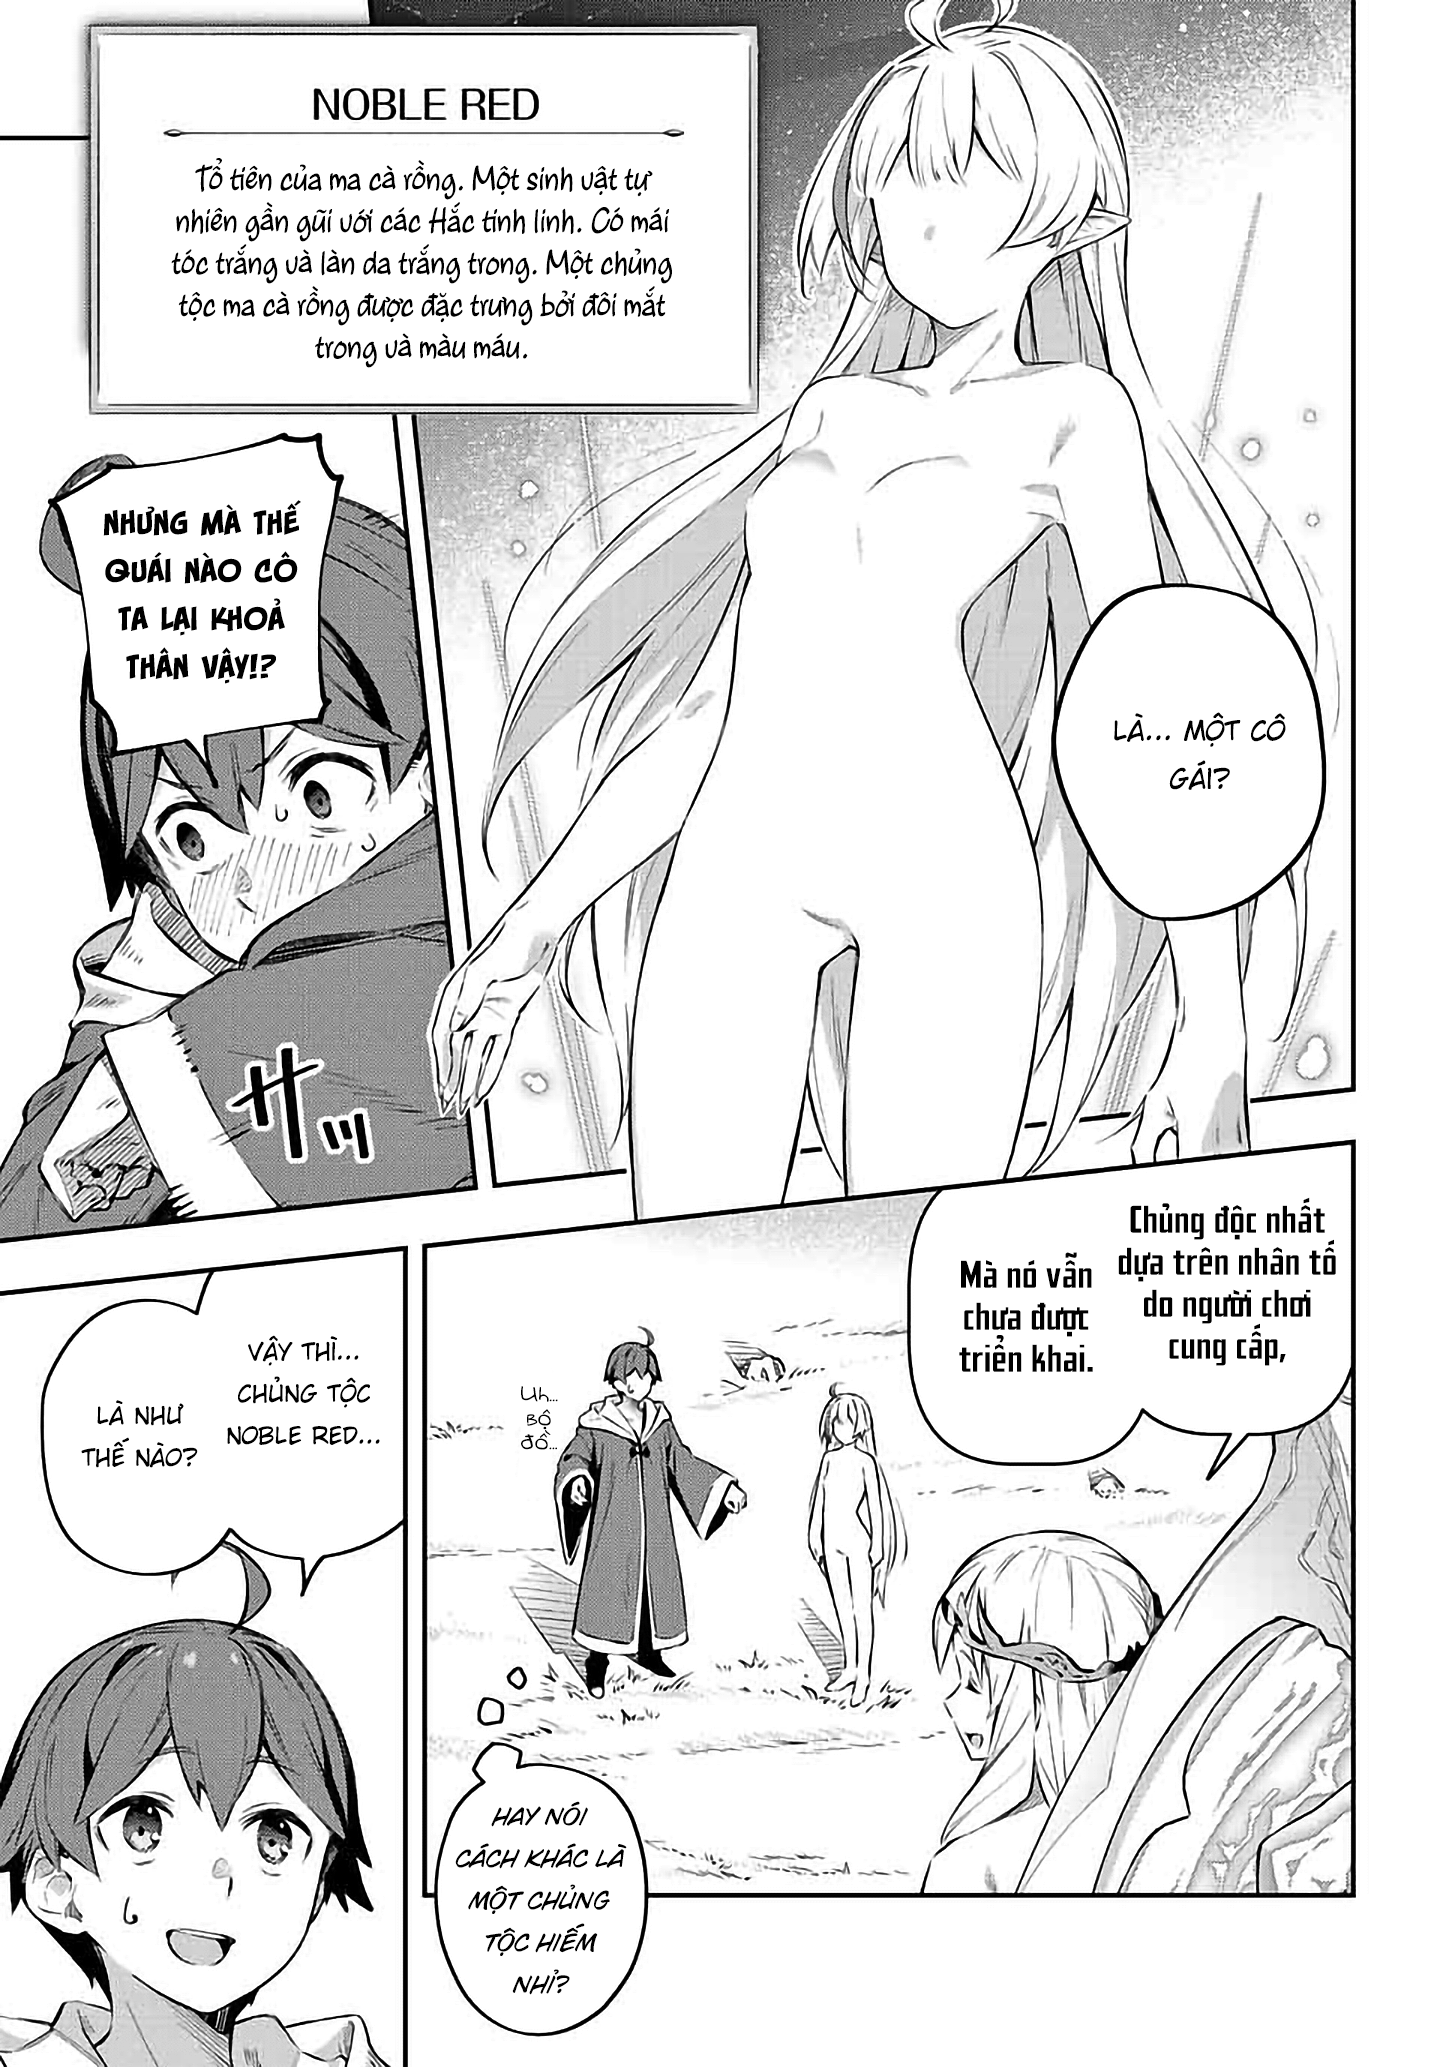 NOBLE RED
Tổ tiên của ma cà rồng. Một sinh vật tự
nhiên gần gũi với các Hắc tinh linh. Có mái
tóc trắng và làn da trắng trong. Một chủng
tộc ma cà rồng được đặc trưng bởi đôi mắt
trong và màu máu.
LÀ... MỘT CÔ
GÁI?
NHƯNG MÀ THẾ
QUÁI NÀO CÔ
TA LẠI KHOẢ
THÂN VẬY!?
サッ
Chủng độc nhất
dựa trên nhân tố
do người chơi
cung cấp,
Mà nó vẫn
chưa được
triển khai.
Uh...
BỘ
ĐỒ...
HAY NÓI
CÁCH KHÁC LÀ
MỘT CHỦNG
TỘC HIẾM
NHỈ?
VẬY THÌ...
CHỦNG TỘC
NOBLE RED...
LÀ NHƯ
THẾ NÀO?